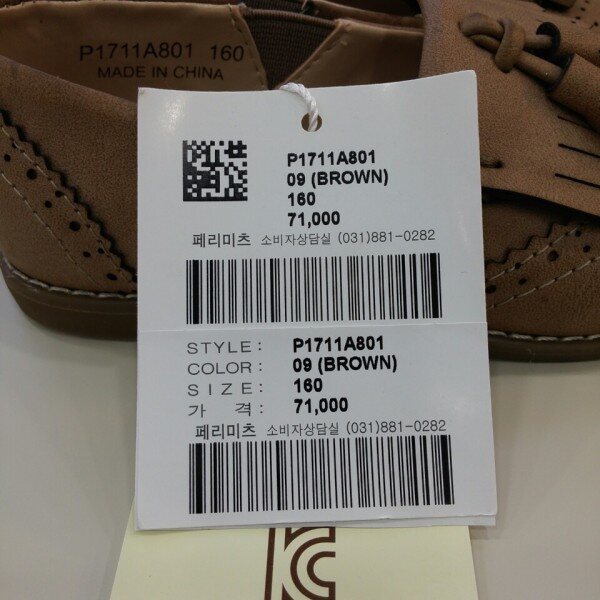 P1711A801 160
MADE IN CHINA
P1711A801
09 (BROWN)
160
71,000
페리미츠 소비자상담실 (031)881-0282
STYLE: P1711A801
COLOR: 09 (BROWN)
SIZE: 160
가 격: 71,000
페리미츠 소비자상담실 (031)881-0282
KC